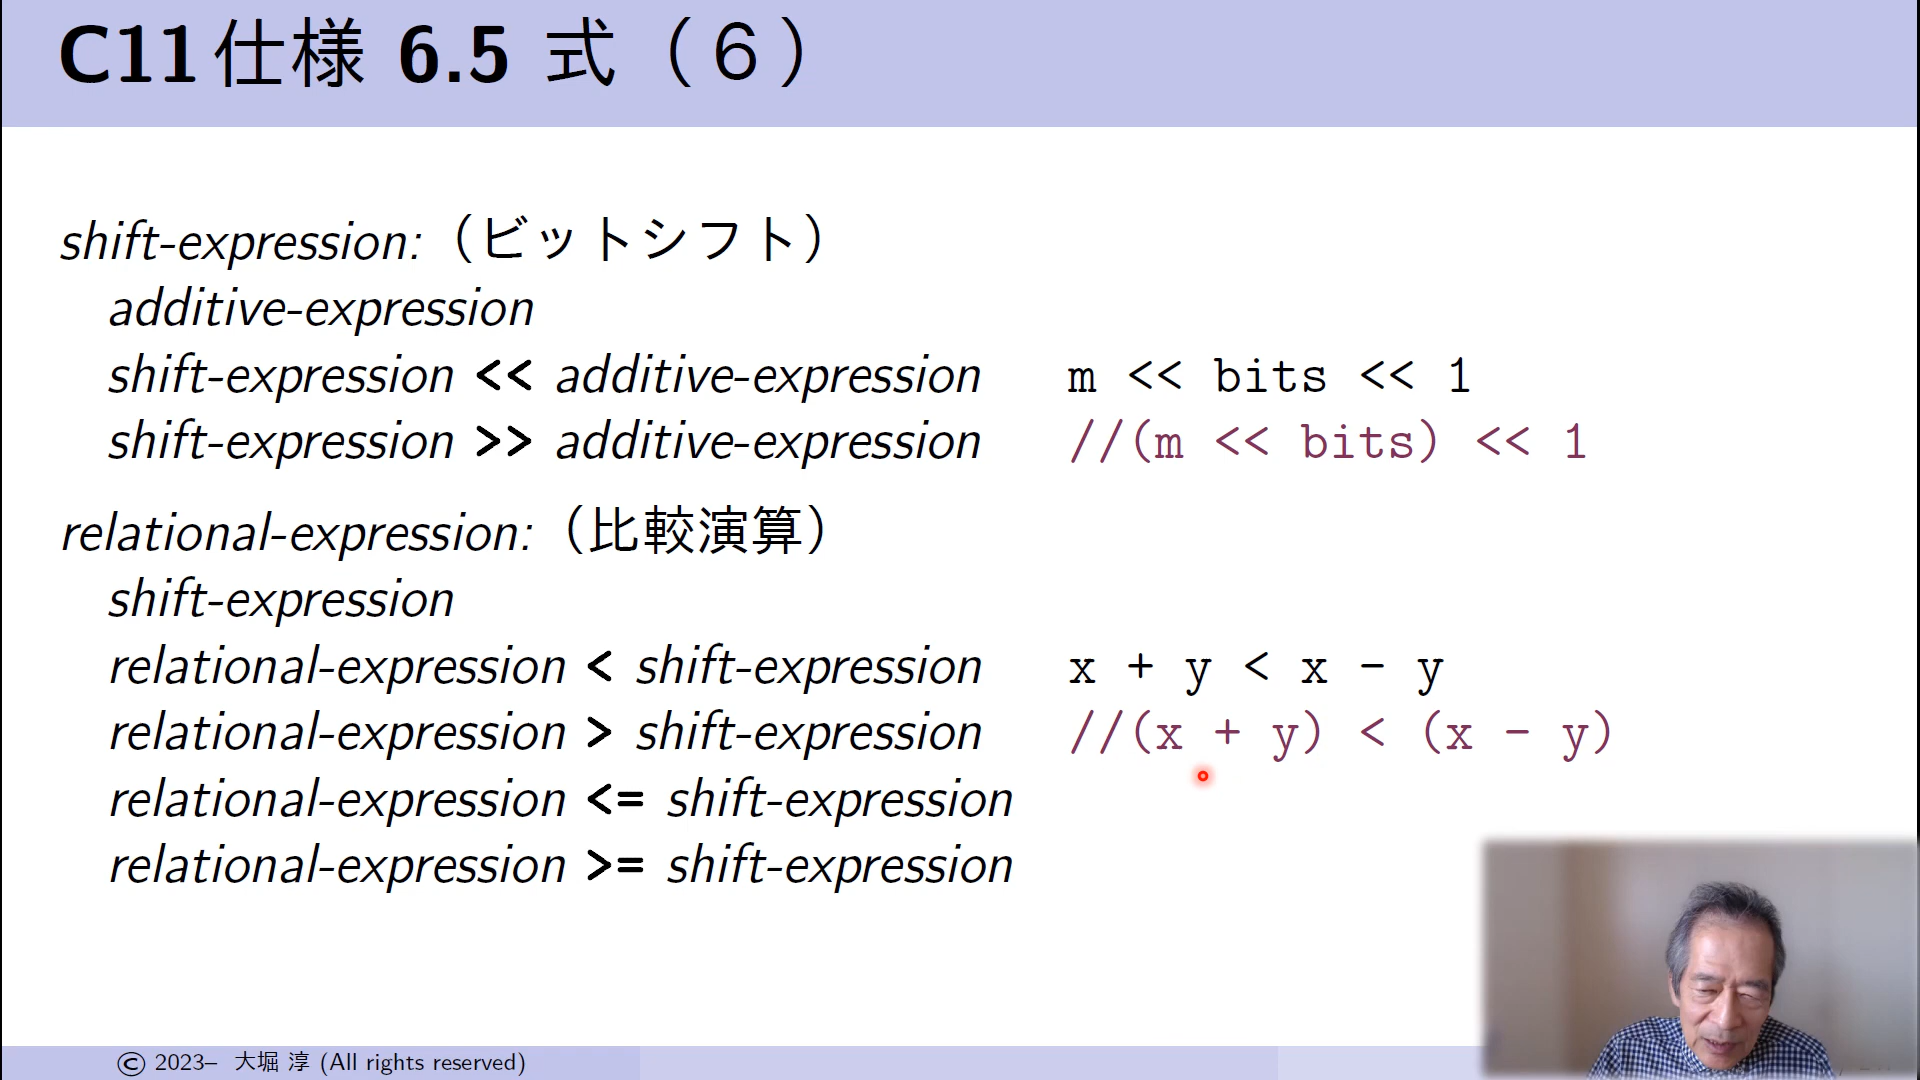 C11仕様 6.5 式（６）
shift-expression:（ビットシフト）
additive-expression
shift-expression << additive-expression m << bits << 1
shift-expression >> additive-expression //(m << bits) << 1
relational-expression:（比較演算）
shift-expression
relational-expression < shift-expression x + y < x - y
relational-expression > shift-expression //(x + y) < (x - y)
relational-expression <= shift-expression
relational-expression >= shift-expression
© 2023– 大堀 淳 (All rights reserved)